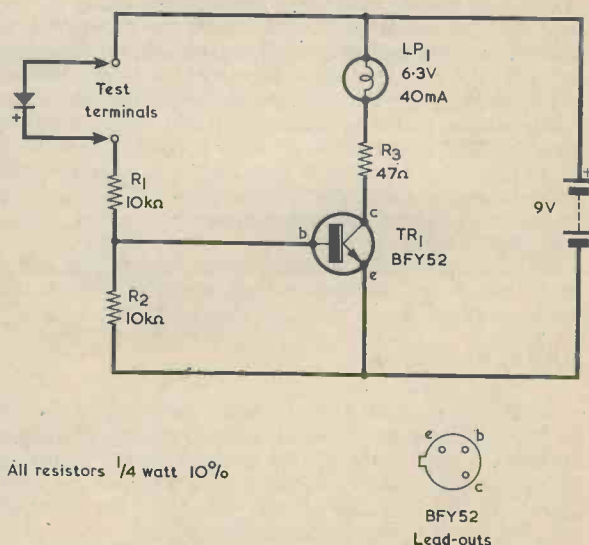 LP1
6·3V
40mA
Test
terminals
+
R1
10kΩ
R3
47Ω
+
9V
c
b
TR1
BFY52
e
R2
10kΩ
All resistors 1/4 watt 10%
e
b
c
BFY52
Lead-outs